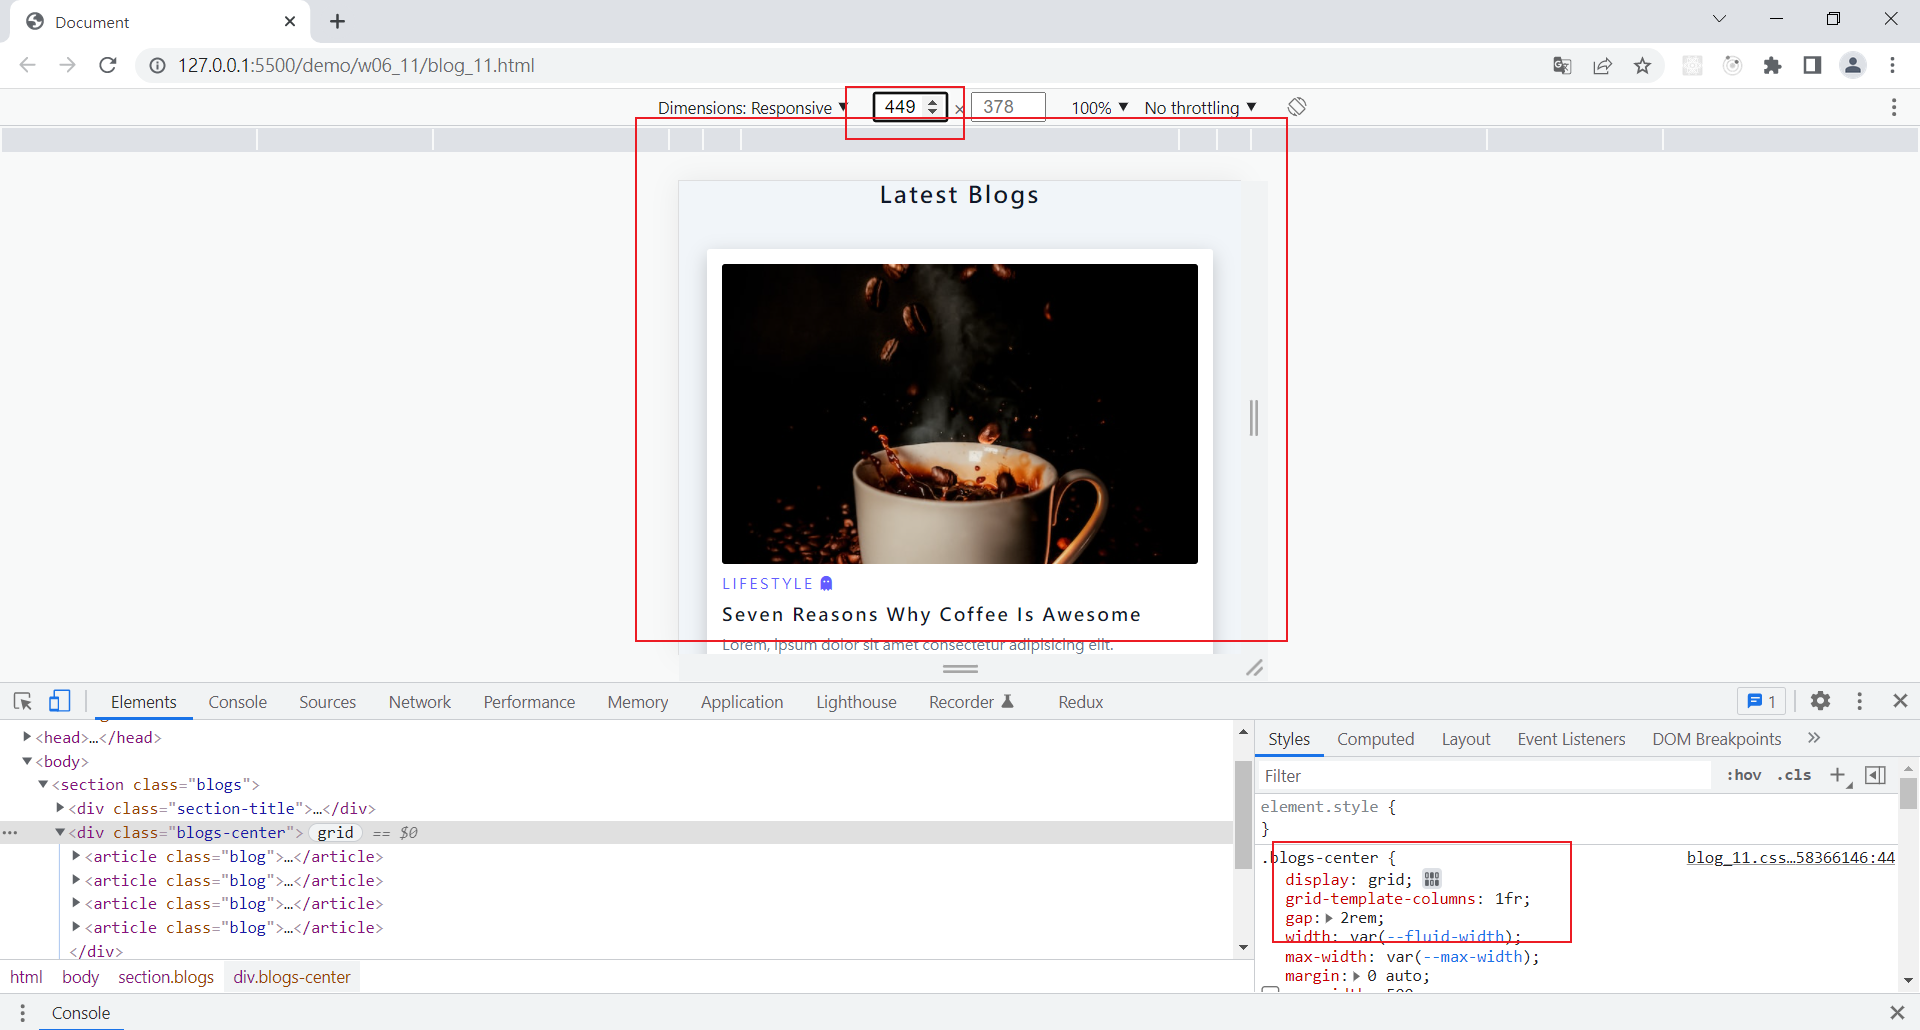 Document
127.0.0.1:5500/demo/w06_11/blog_11.html
Dimensions: Responsive ▼ 449 × 378 100% ▼ No throttling ▼
Latest Blogs
LIFESTYLE
Seven Reasons Why Coffee Is Awesome
Lorem, ipsum dolor sit amet consectetur adipisicing elit.
Elements Console Sources Network Performance Memory Application Lighthouse Recorder Redux 1
▶<head>…</head>
▼<body>
▼<section class="blogs">
▶<div class="section-title">…</div>
… ▼<div class="blogs-center"> grid == $0
▶<article class="blog">…</article>
▶<article class="blog">…</article>
▶<article class="blog">…</article>
▶<article class="blog">…</article>
</div>
html body section.blogs div.blogs-center
Styles Computed Layout Event Listeners DOM Breakpoints »
Filter :hov .cls +
element.style {
}
.blogs-center { blog_11.css…58366146:44
display: grid;
grid-template-columns: 1fr;
gap:▶ 2rem;
width: var(--fluid-width);
max-width: var(--max-width);
margin:▶ 0 auto;
Console